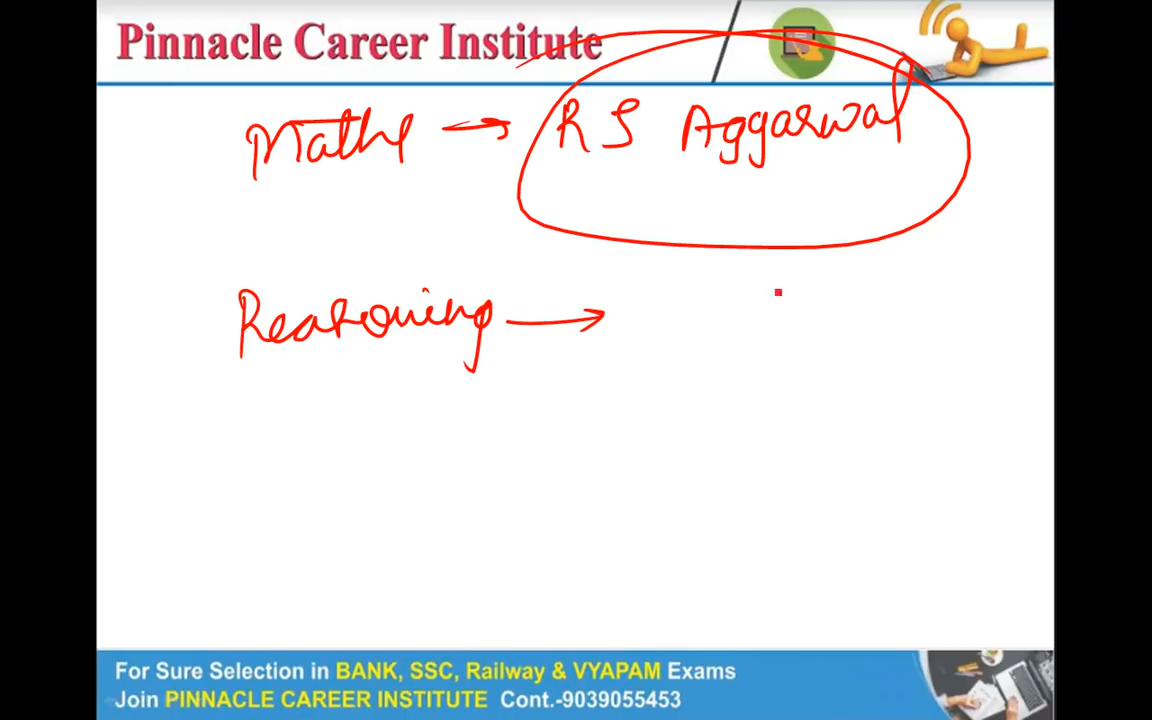 Pinnacle Career Institute
Maths → RS Aggarwal
Reasoning →
For Sure Selection in BANK, SSC, Railway & VYAPAM Exams
Join PINNACLE CAREER INSTITUTE Cont.-9039055453